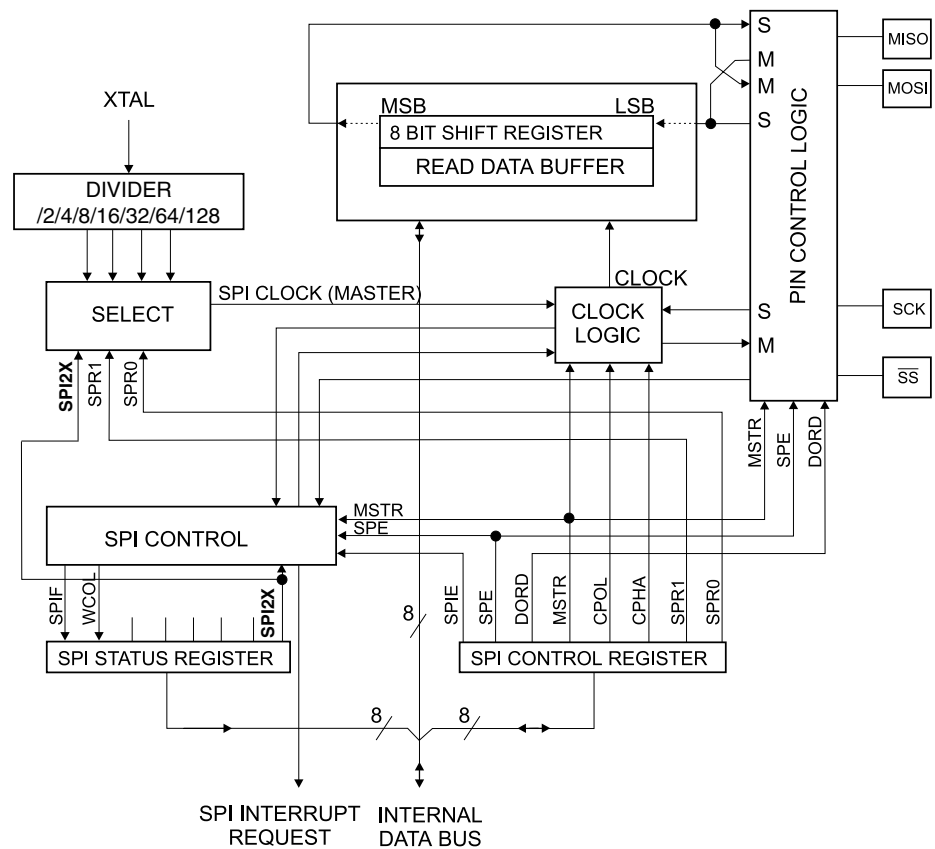 S
M
M
S
MISO
MOSI
PIN CONTROL LOGIC
XTAL
MSB
LSB
8 BIT SHIFT REGISTER
READ DATA BUFFER
DIVIDER
/2/4/8/16/32/64/128
SPI CLOCK (MASTER)
CLOCK
SELECT
CLOCK
LOGIC
S
M
SCK
SS
SPI2X
SPR1
SPR0
MSTR
SPE
DORD
MSTR
SPE
SPI CONTROL
SPIF
WCOL
SPI2X
8
SPIE
SPE
DORD
MSTR
CPOL
CPHA
SPR1
SPR0
SPI STATUS REGISTER
SPI CONTROL REGISTER
8
8
SPI INTERRUPT
REQUEST
INTERNAL
DATA BUS